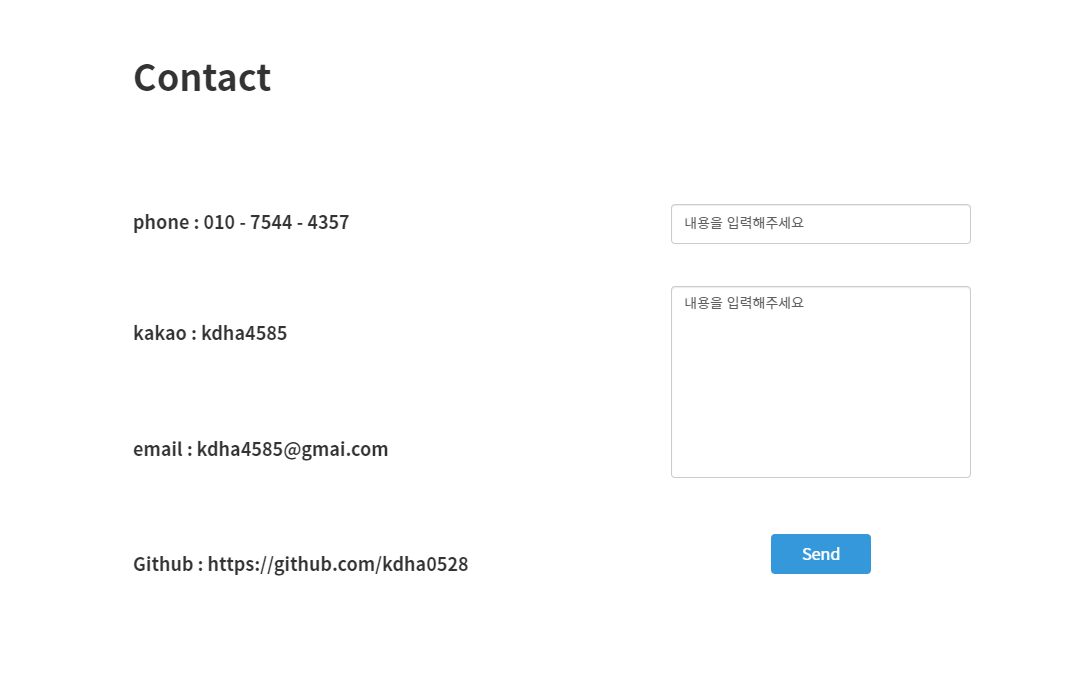 Contact
phone : 010 - 7544 - 4357
kakao : kdha4585
email : kdha4585@gmai.com
Github : https://github.com/kdha0528
내용을 입력해주세요
내용을 입력해주세요
Send